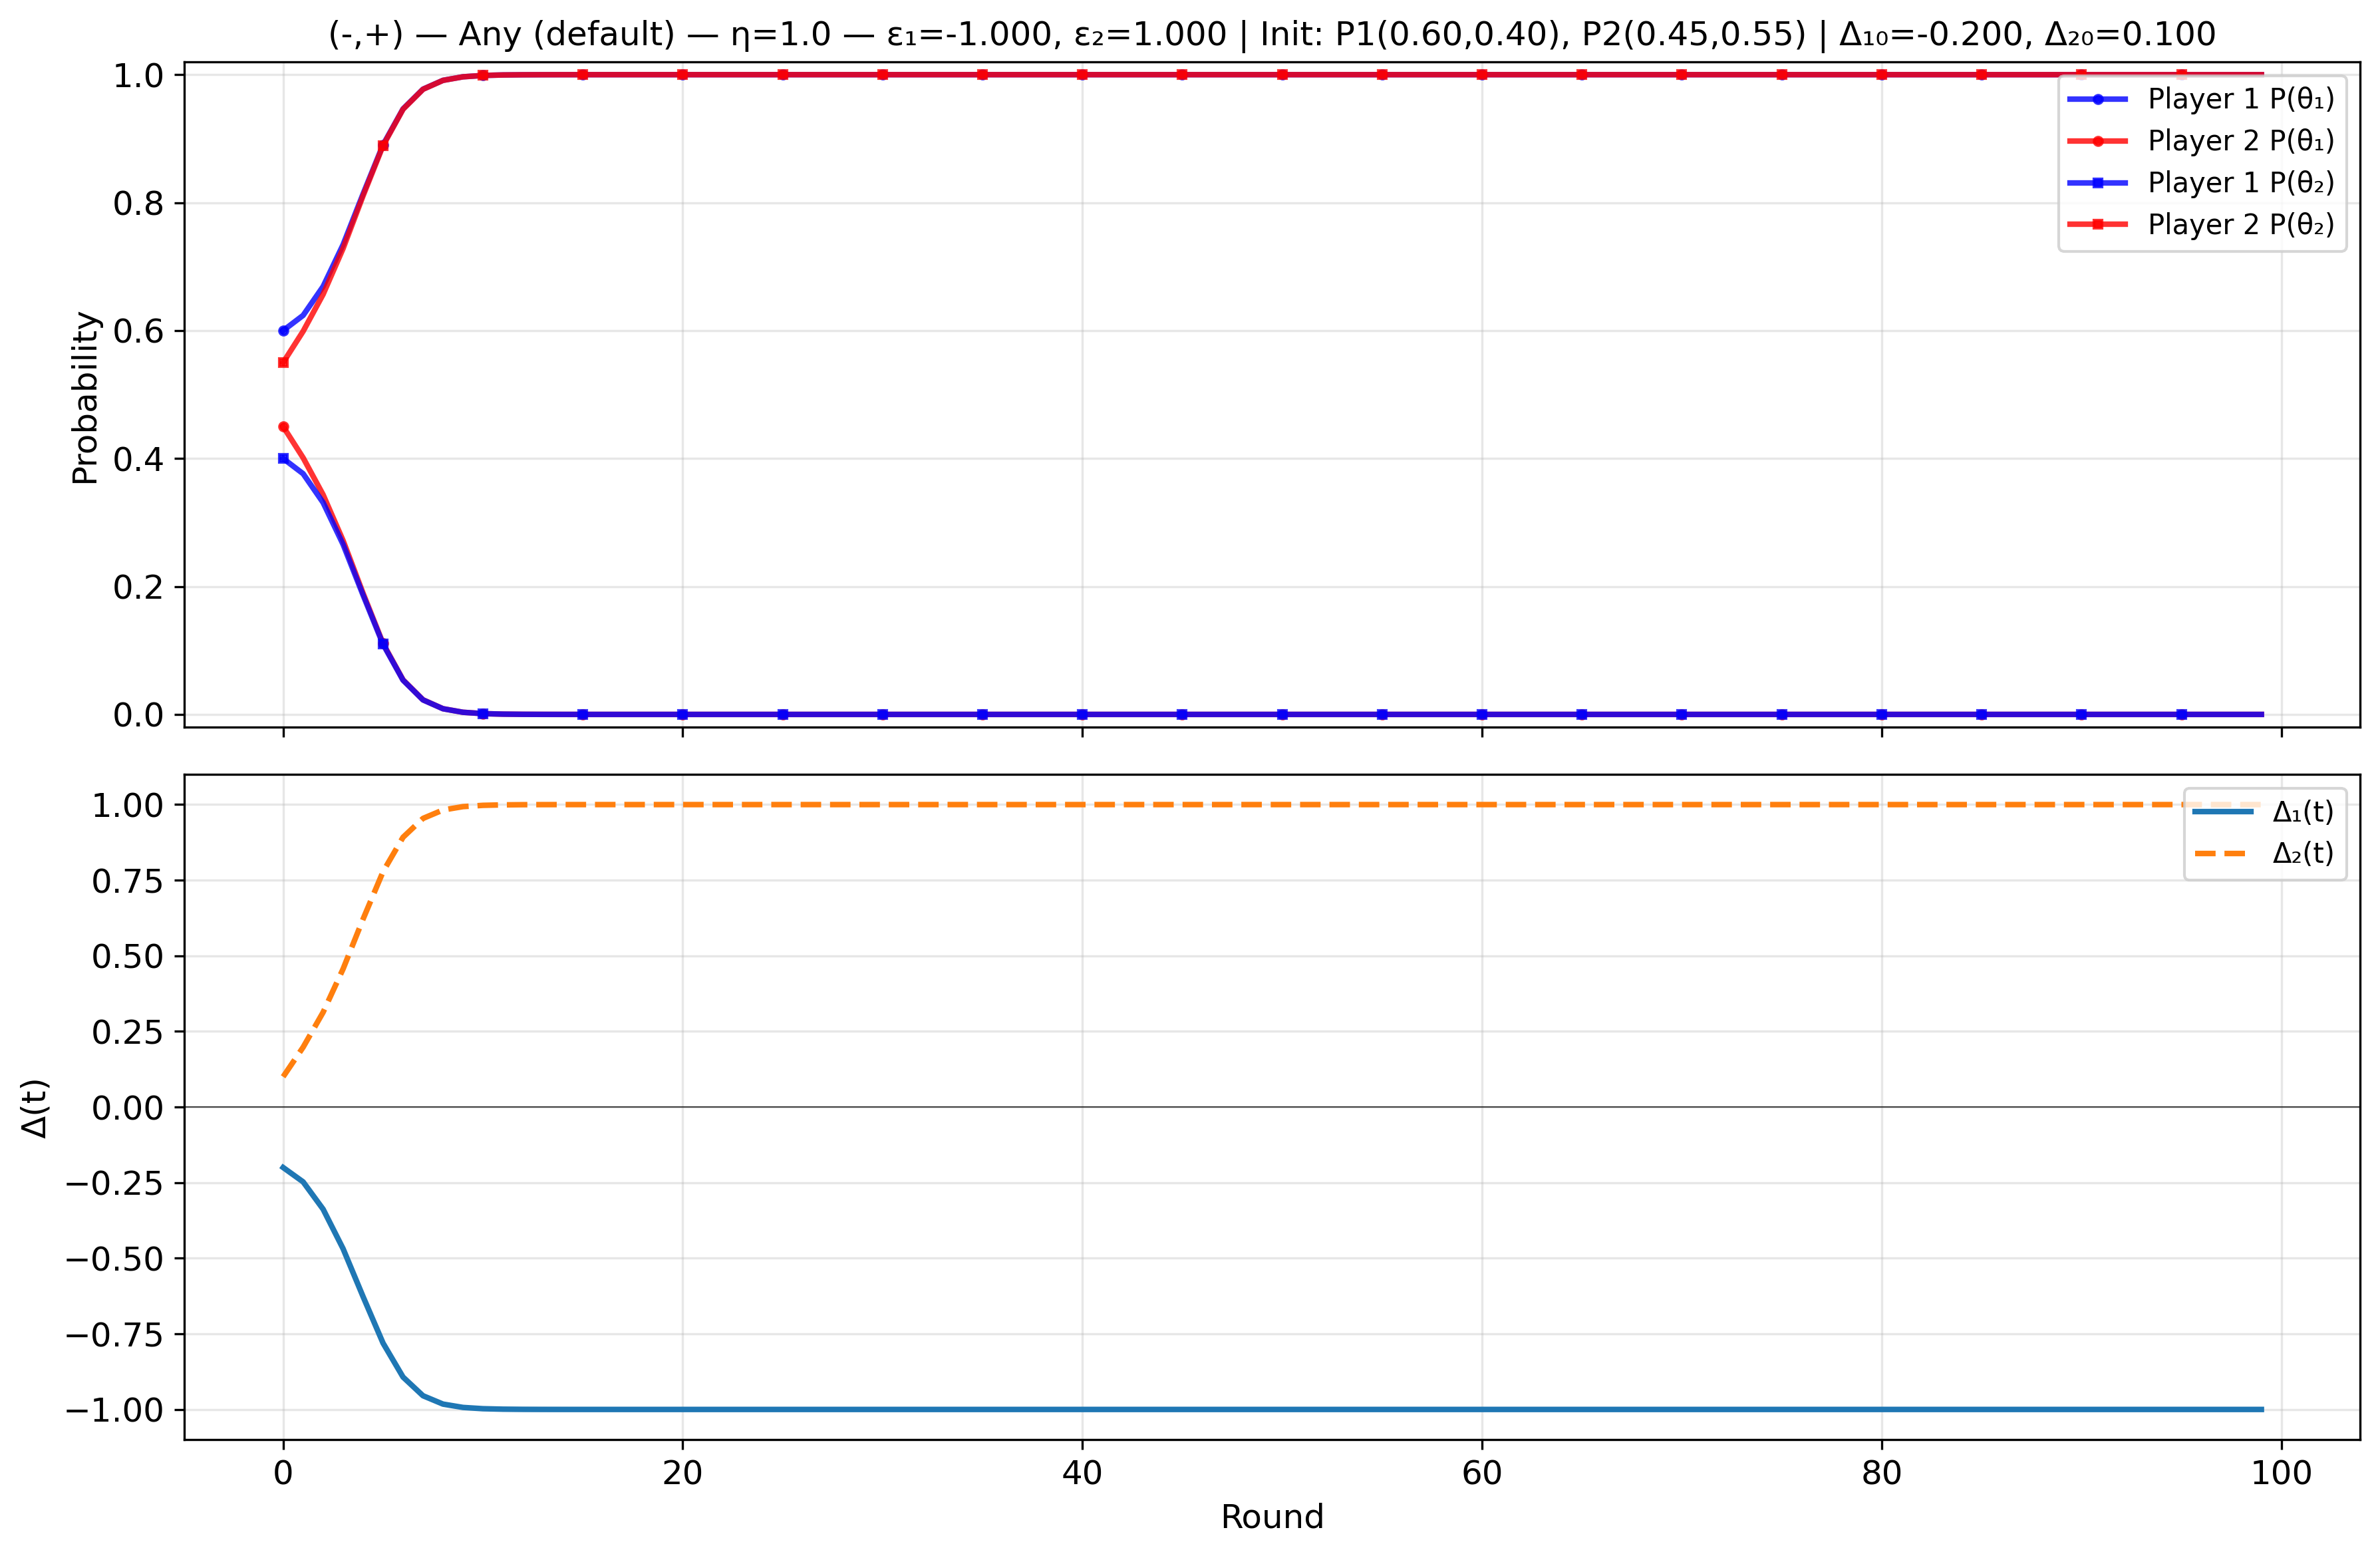 (-,+) — Any (default) — η=1.0 — ε₁=-1.000, ε₂=1.000 | Init: P1(0.60,0.40), P2(0.45,0.55) | Δ₁₀=-0.200, Δ₂₀=0.100
1.0
0.8
0.6
0.4
0.2
0.0
Probability
Player 1 P(θ₁)
Player 2 P(θ₁)
Player 1 P(θ₂)
Player 2 P(θ₂)
1.00
0.75
0.50
0.25
0.00
−0.25
−0.50
−0.75
−1.00
Δ(t)
Δ₁(t)
Δ₂(t)
0 20 40 60 80 100
Round